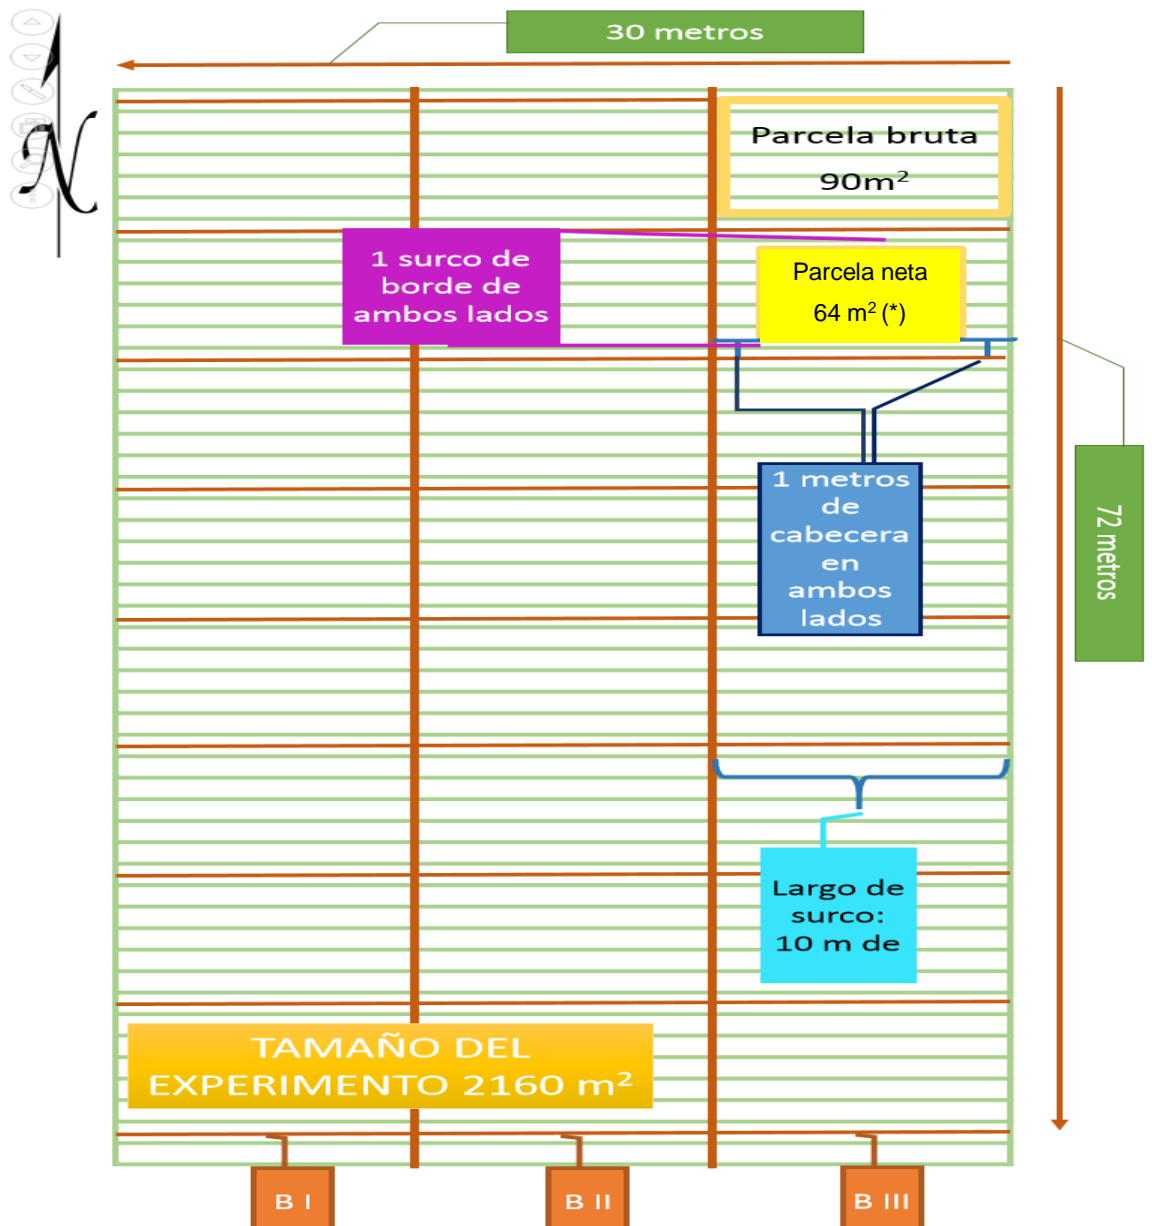 30 metros
N
Parcela bruta
90m²
1 surco de
borde de
ambos lados
Parcela neta
64 m² (*)
1 metros
de
cabecera
en
ambos
lados
72 metros
Largo de
surco:
10 m de
TAMAÑO DEL
EXPERIMENTO 2160 m²
B I
B II
B III